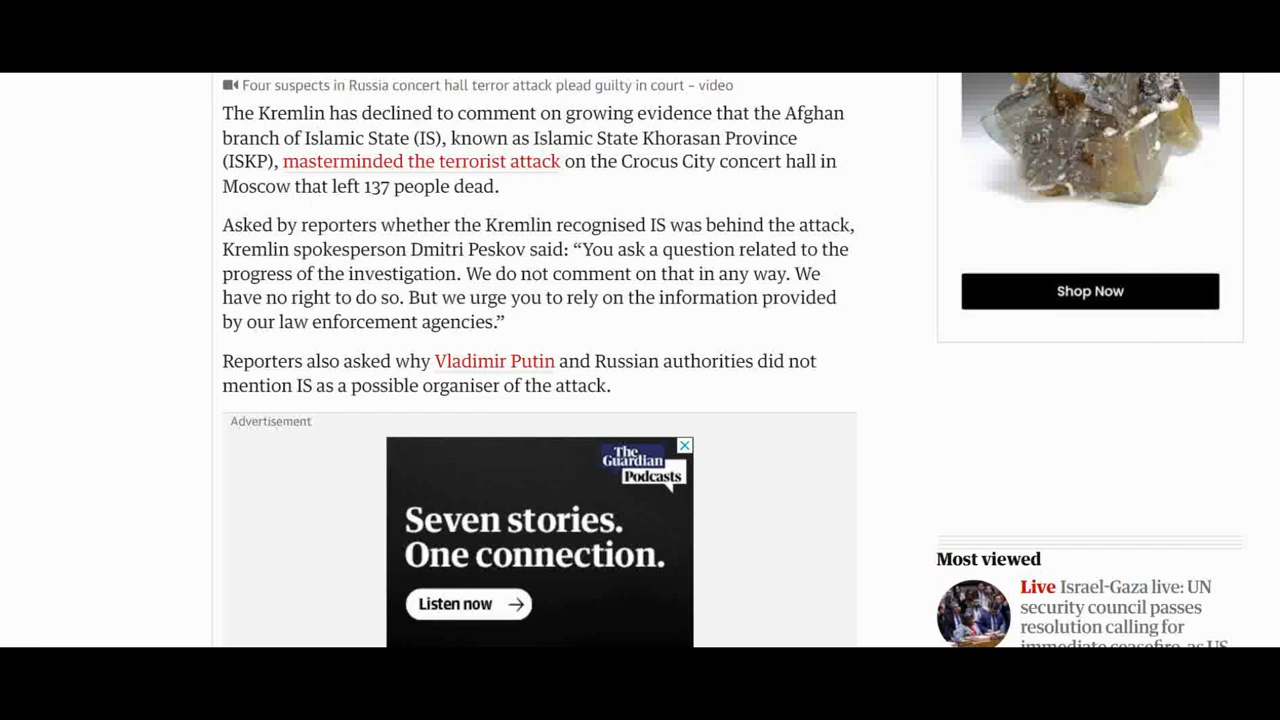 Four suspects in Russia concert hall terror attack plead guilty in court – video
The Kremlin has declined to comment on growing evidence that the Afghan
branch of Islamic State (IS), known as Islamic State Khorasan Province
(ISKP), masterminded the terrorist attack on the Crocus City concert hall in
Moscow that left 137 people dead.
Asked by reporters whether the Kremlin recognised IS was behind the attack,
Kremlin spokesperson Dmitri Peskov said: “You ask a question related to the
progress of the investigation. We do not comment on that in any way. We
have no right to do so. But we urge you to rely on the information provided
by our law enforcement agencies.”
Reporters also asked why Vladimir Putin and Russian authorities did not
mention IS as a possible organiser of the attack.
Advertisement
The
Guardian
Podcasts
Seven stories.
One connection.
Listen now
Shop Now
Most viewed
Live Israel-Gaza live: UN
security council passes
resolution calling for
immediate ceasefire, as US